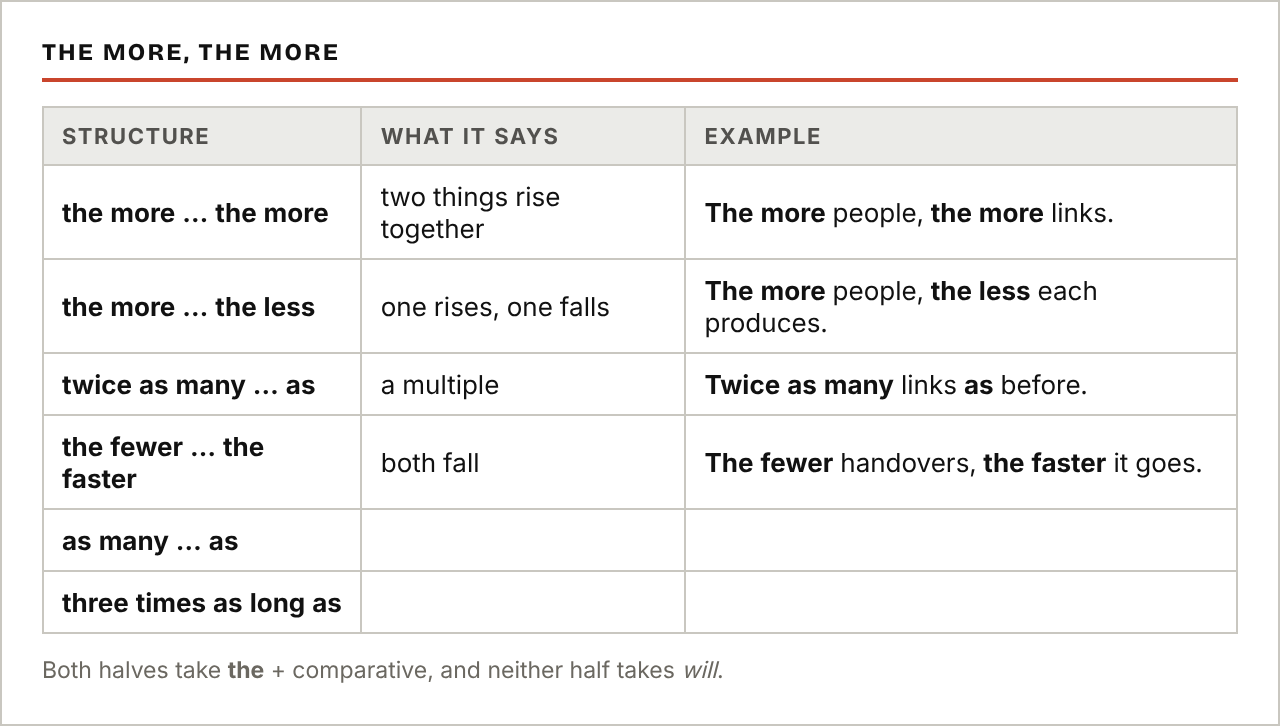 THE MORE, THE MORE
STRUCTURE WHAT IT SAYS EXAMPLE
the more … the more two things rise together The more people, the more links.
the more … the less one rises, one falls The more people, the less each produces.
twice as many … as a multiple Twice as many links as before.
the fewer … the faster both fall The fewer handovers, the faster it goes.
as many … as
three times as long as
Both halves take the + comparative, and neither half takes will.